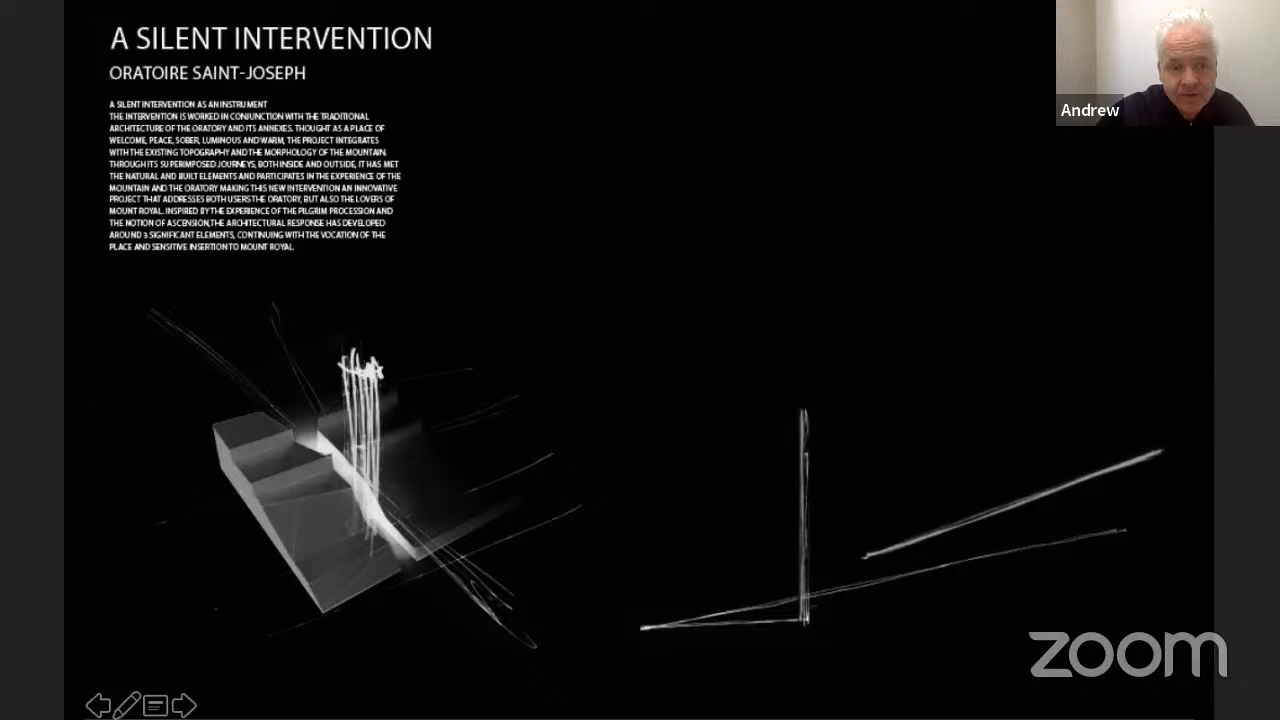 A SILENT INTERVENTION
ORATOIRE SAINT-JOSEPH
A SILENT INTERVENTION AS AN INSTRUMENT
THE INTERVENTION IS WORKED IN CONJUNCTION WITH THE TRADITIONAL
ARCHITECTURE OF THE ORATORY AND ITS ANNEXES. THOUGHT AS A PLACE OF
WELCOME, PEACE, SOBER, LUMINOUS AND WARM, THE PROJECT INTEGRATES
WITH THE EXISTING TOPOGRAPHY AND THE MORPHOLOGY OF THE MOUNTAIN.
THROUGH ITS SUPERIMPOSED JOURNEYS, BOTH INSIDE AND OUTSIDE, IT HAS MET
THE NATURAL AND BUILT ELEMENTS AND PARTICIPATES IN THE EXPERIENCE OF THE
MOUNTAIN AND THE ORATORY MAKING THIS NEW INTERVENTION AN INNOVATIVE
PROJECT THAT ADDRESSES BOTH USERS THE ORATORY, BUT ALSO THE LOVERS OF
MOUNT ROYAL. INSPIRED BY THE EXPERIENCE OF THE PILGRIM PROCESSION AND
THE NOTION OF ASCENSION, THE ARCHITECTURAL RESPONSE HAS DEVELOPED
AROUND 3 SIGNIFICANT ELEMENTS, CONTINUING WITH THE VOCATION OF THE
PLACE AND SENSITIVE INSERTION TO MOUNT ROYAL.
Andrew
zoom